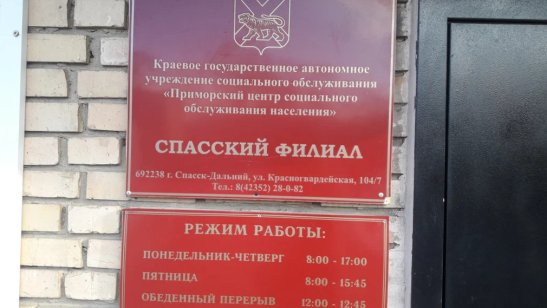 Краевое государственное автономное
учреждение социального обслуживания
«Приморский центр социального
обслуживания населения»
СПАССКИЙ ФИЛИАЛ
692238 г. Спасск-Дальний, ул. Красногвардейская, 104/7
Тел.: 8(42352) 28-0-82
РЕЖИМ РАБОТЫ:
ПОНЕДЕЛЬНИК-ЧЕТВЕРГ 8:00 - 17:00
ПЯТНИЦА 8:00 - 15:45
ОБЕДЕННЫЙ ПЕРЕРЫВ 12:00 - 12:45